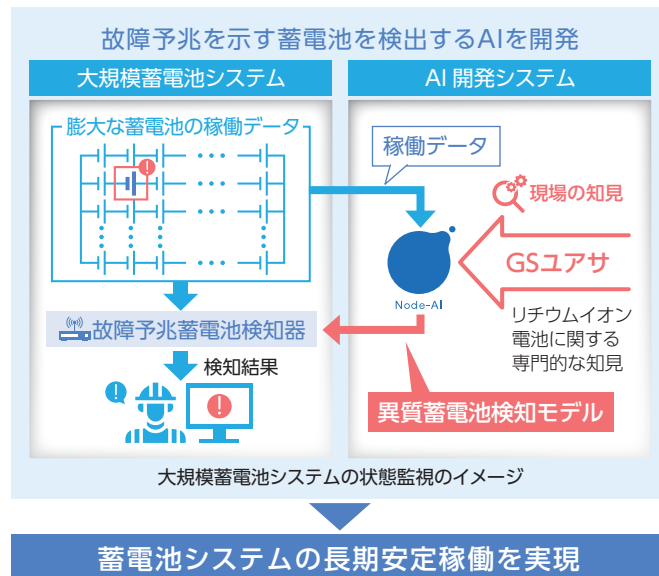 故障予兆を示す蓄電池を検出するAIを開発
大規模蓄電池システム
膨大な蓄電池の稼働データ
故障予兆蓄電池検知器
検知結果
AI 開発システム
稼働データ
現場の知見
GSユアサ
Node-AI
リチウムイオン
電池に関する
専門的な知見
異質蓄電池検知モデル
大規模蓄電池システムの状態監視のイメージ
蓄電池システムの長期安定稼働を実現